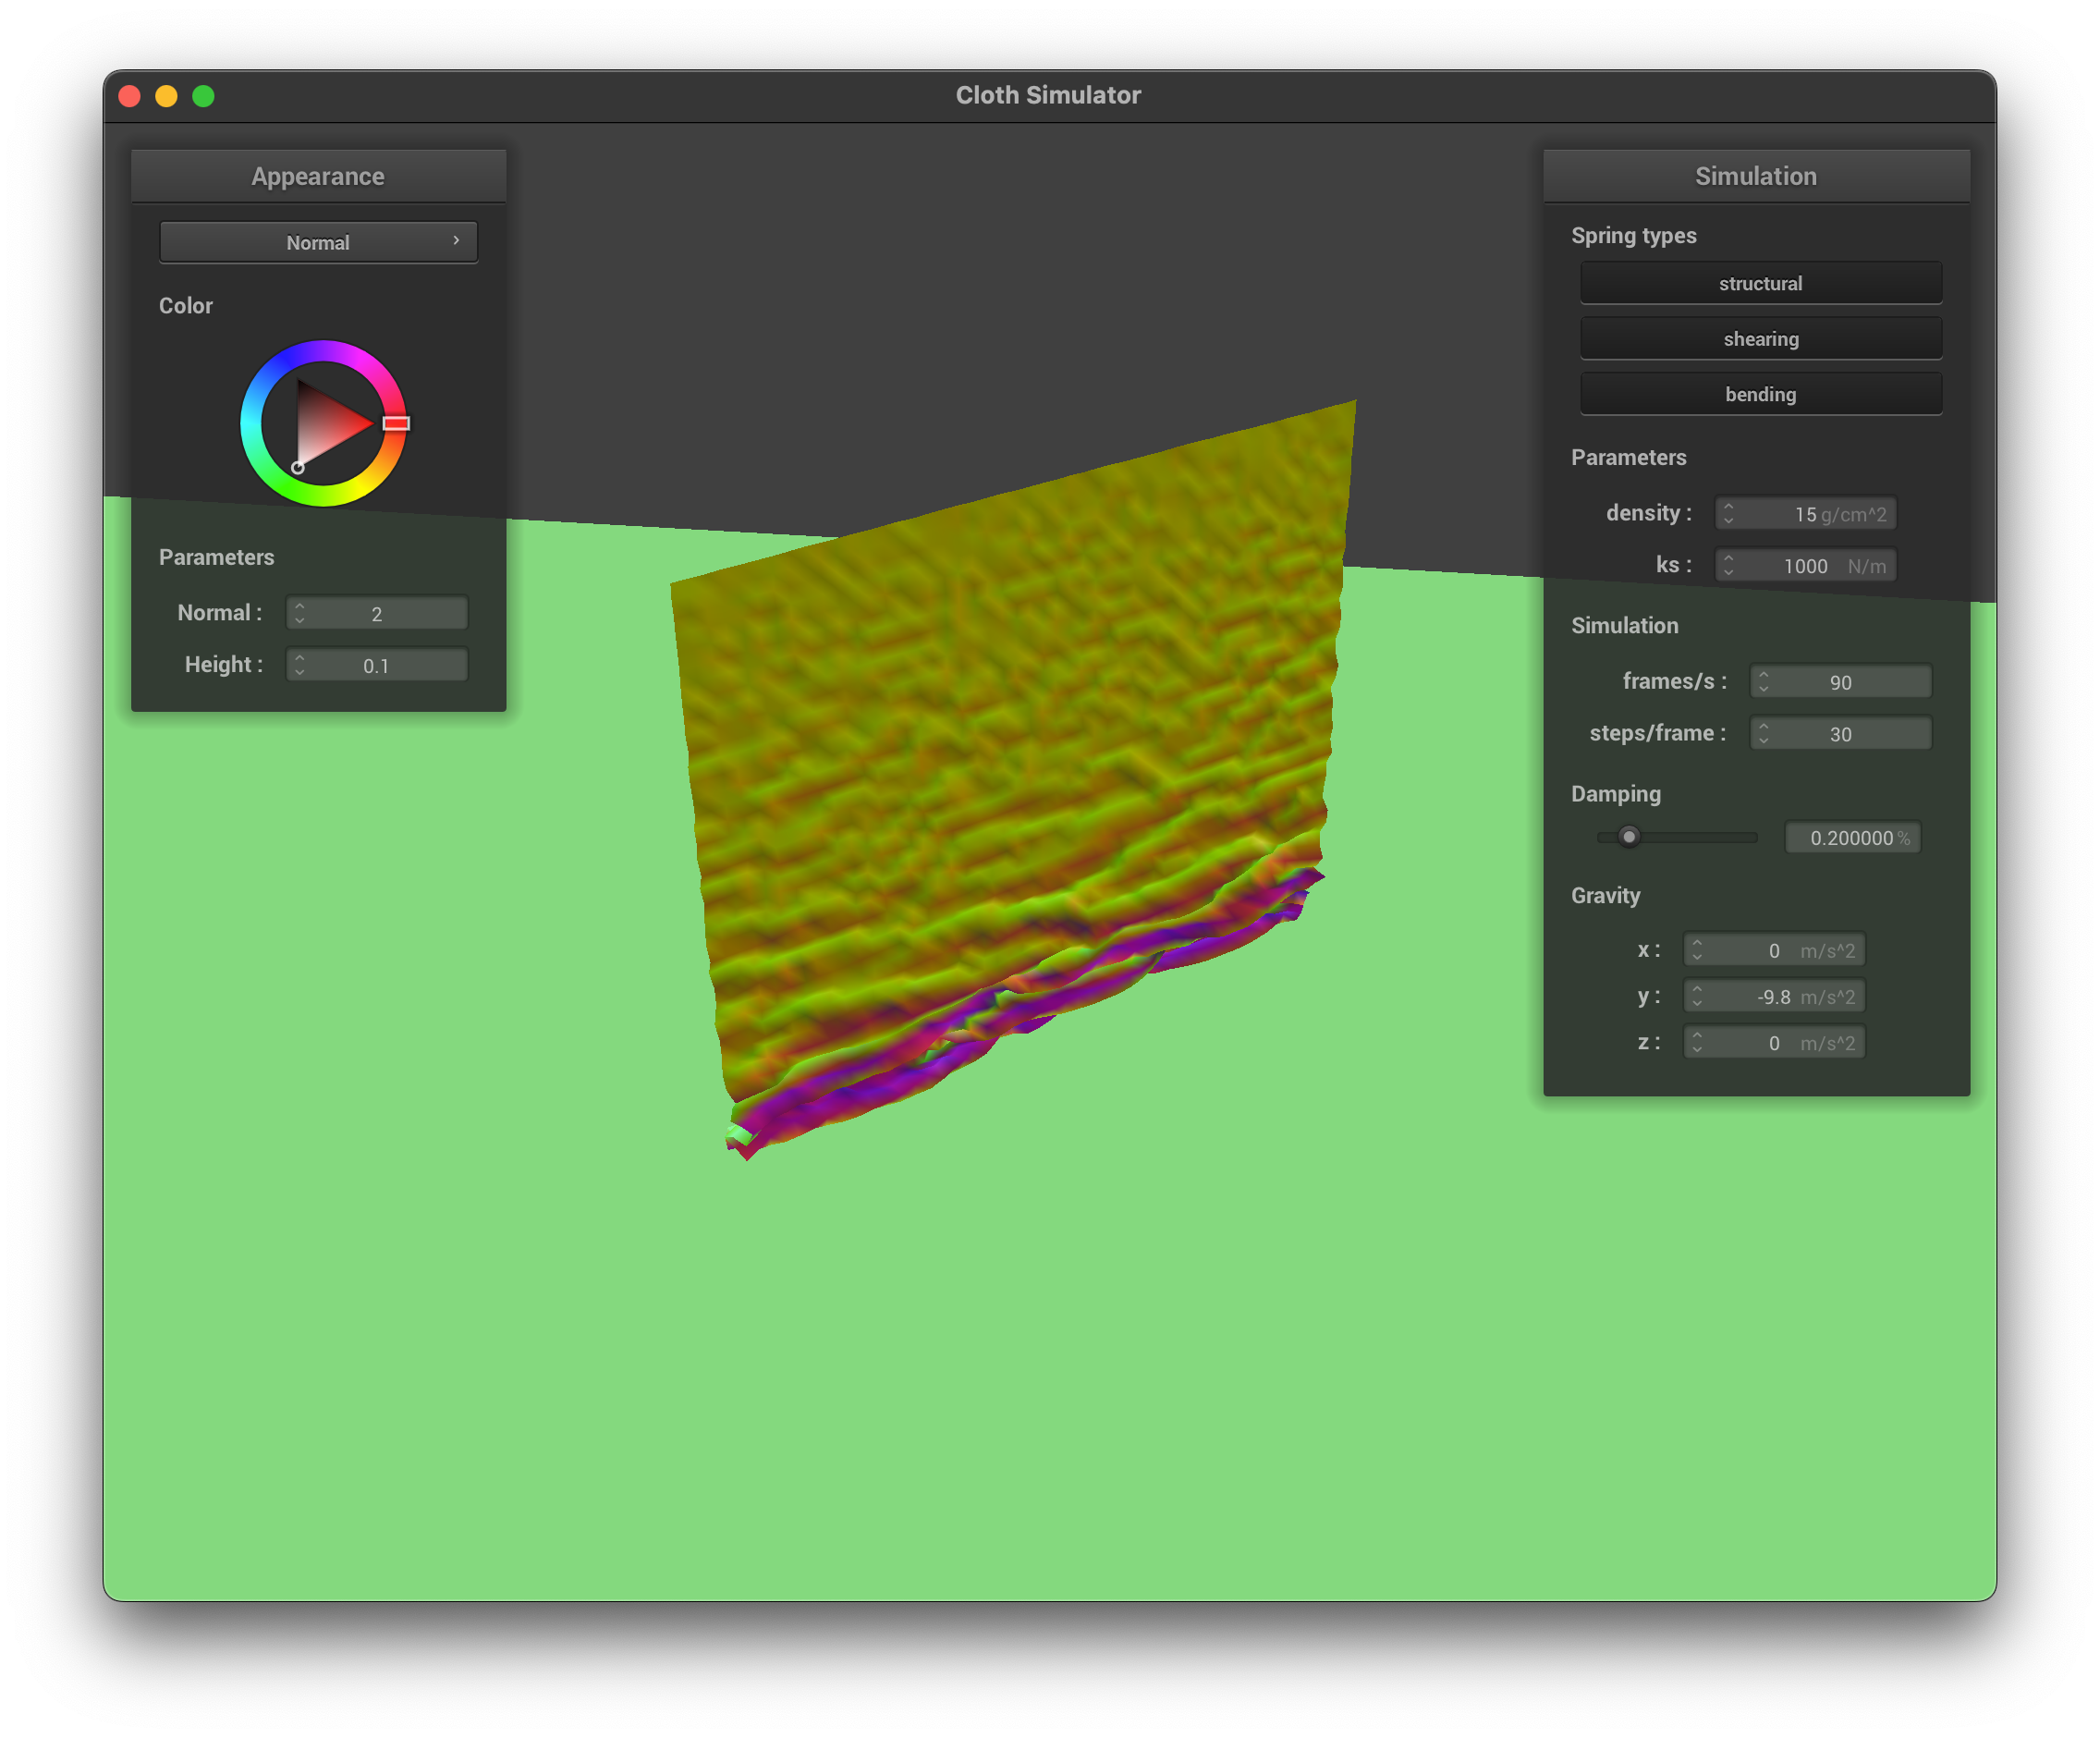 Cloth Simulator
Appearance
Normal
Color
Parameters
Normal : 2
Height : 0.1
Simulation
Spring types
structural
shearing
bending
Parameters
density : 15 g/cm^2
ks : 1000 N/m
Simulation
frames/s : 90
steps/frame : 30
Damping
0.200000 %
Gravity
x : 0 m/s^2
y : -9.8 m/s^2
z : 0 m/s^2